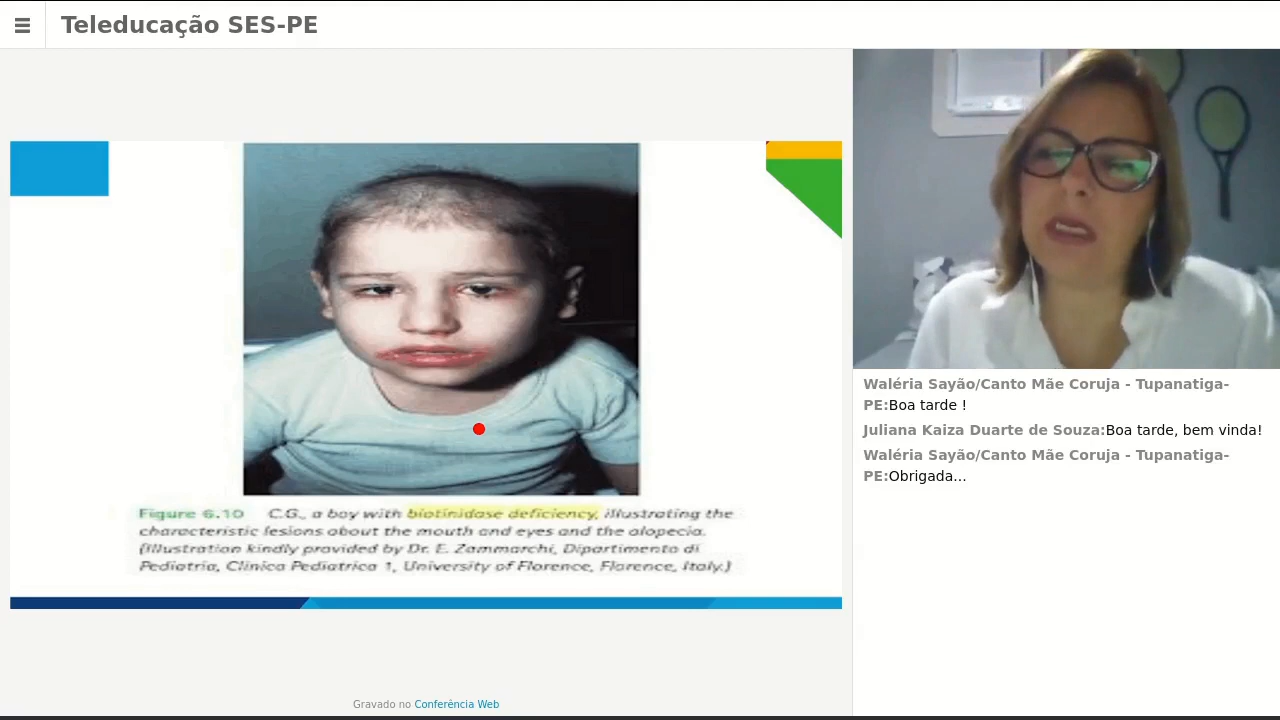 Teleducação SES-PE
Figure 6.10 C.G., a boy with biotinidase deficiency, illustrating the
characteristic lesions about the mouth and eyes and the alopecia.
(Illustration kindly provided by Dr. E. Zammarchi, Dipartimento di
Pediatria, Clinica Pediatrica 1, University of Florence, Florence, Italy.)
Waléria Sayão/Canto Mãe Coruja - Tupanatiga-
PE:Boa tarde !
Juliana Kaiza Duarte de Souza:Boa tarde, bem vinda!
Waléria Sayão/Canto Mãe Coruja - Tupanatiga-
PE:Obrigada...
Gravado no Conferência Web